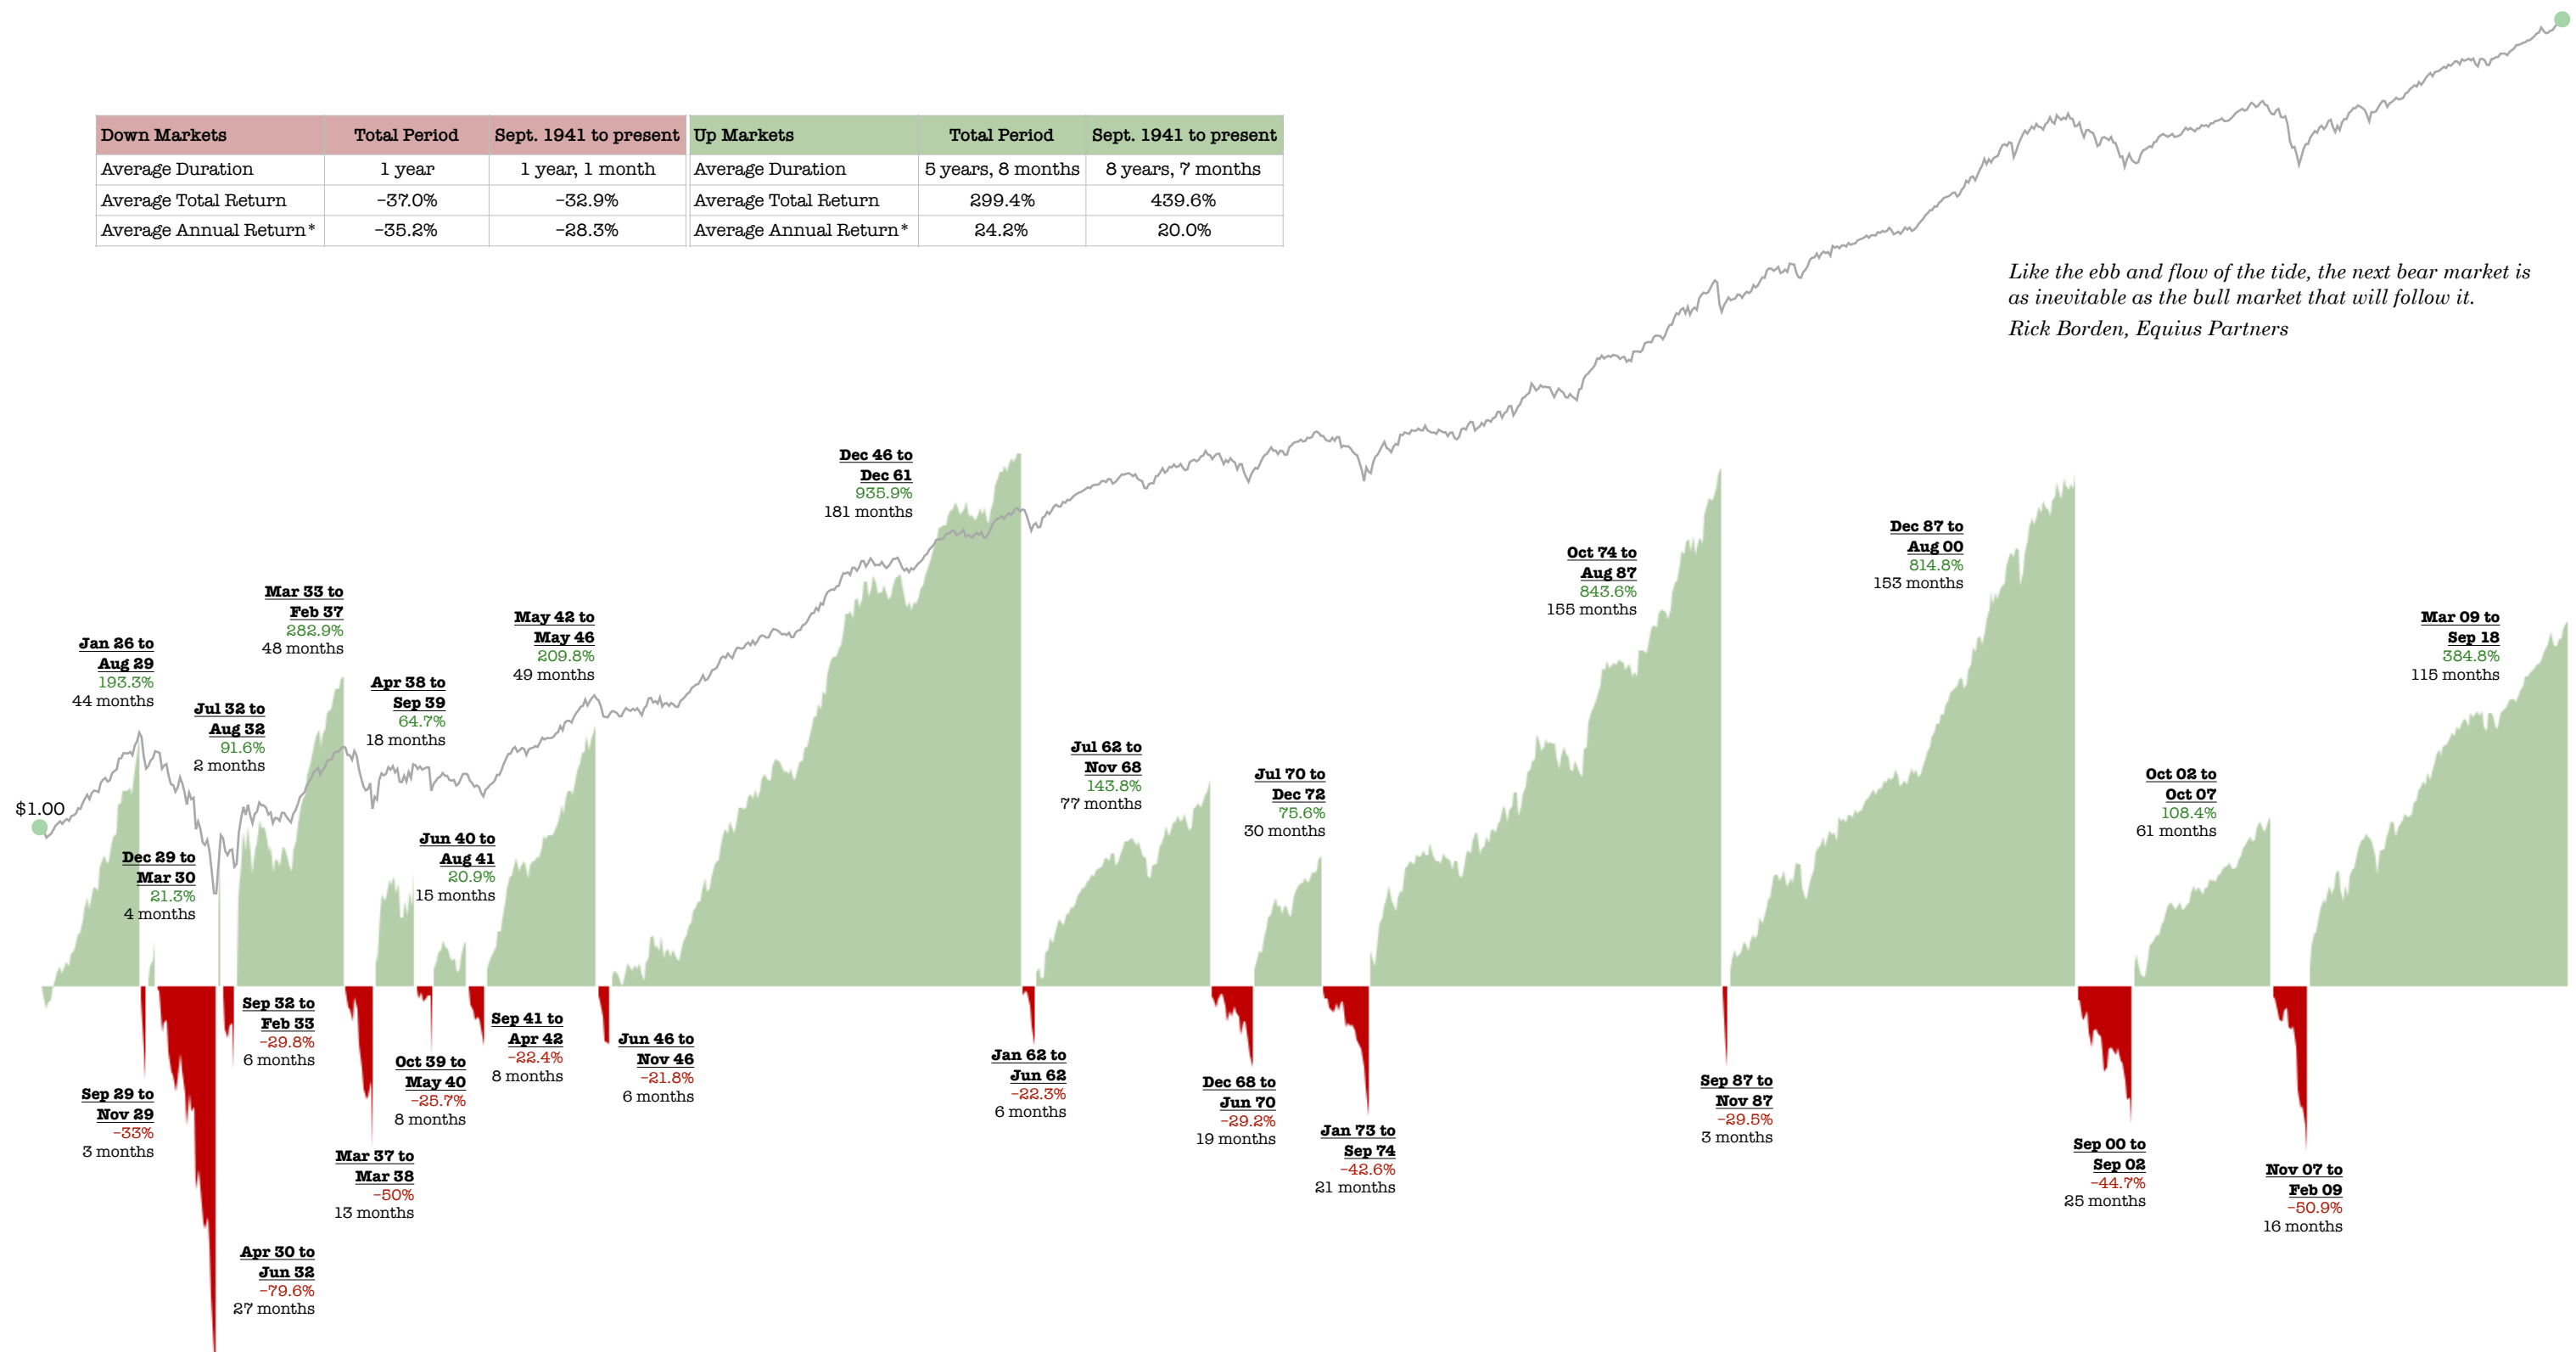 Down Markets Total Period Sept. 1941 to present Up Markets Total Period Sept. 1941 to present
Average Duration 1 year 1 year, 1 month Average Duration 5 years, 8 months 8 years, 7 months
Average Total Return -37.0% -32.9% Average Total Return 299.4% 439.6%
Average Annual Return* -35.2% -28.3% Average Annual Return* 24.2% 20.0%
Like the ebb and flow of the tide, the next bear market is
as inevitable as the bull market that will follow it.
Rick Borden, Equius Partners
$1.00
Jan 26 to
Aug 29
193.3%
44 months
Dec 29 to
Mar 30
21.3%
4 months
Jul 32 to
Aug 32
91.6%
2 months
Mar 33 to
Feb 37
282.9%
48 months
Apr 38 to
Sep 39
64.7%
18 months
Jun 40 to
Aug 41
20.9%
15 months
May 42 to
May 46
209.8%
49 months
Dec 46 to
Dec 61
935.9%
181 months
Jul 62 to
Nov 68
143.8%
77 months
Jul 70 to
Dec 72
75.6%
30 months
Oct 74 to
Aug 87
843.6%
155 months
Dec 87 to
Aug 00
814.8%
153 months
Oct 02 to
Oct 07
108.4%
61 months
Mar 09 to
Sep 18
384.8%
115 months
Sep 29 to
Nov 29
-33%
3 months
Apr 30 to
Jun 32
-79.6%
27 months
Sep 32 to
Feb 33
-29.8%
6 months
Mar 37 to
Mar 38
-50%
13 months
Oct 39 to
May 40
-25.7%
8 months
Sep 41 to
Apr 42
-22.4%
8 months
Jun 46 to
Nov 46
-21.8%
6 months
Jan 62 to
Jun 62
-22.3%
6 months
Dec 68 to
Jun 70
-29.2%
19 months
Jan 73 to
Sep 74
-42.6%
21 months
Sep 87 to
Nov 87
-29.5%
3 months
Sep 00 to
Sep 02
-44.7%
25 months
Nov 07 to
Feb 09
-50.9%
16 months